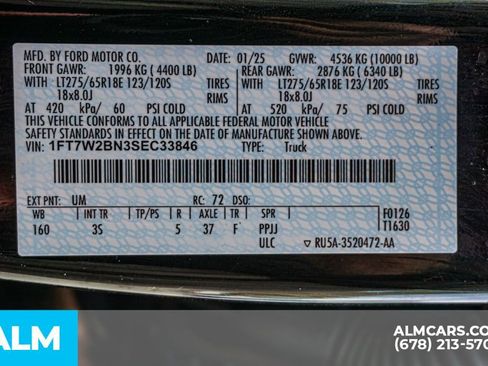 MFD. BY FORD MOTOR CO. 01/25 GVWR: 4536 KG (10000 LB)
FRONT GAWR: 1996 KG (4400 LB) REAR GAWR: 2876 KG (6340 LB)
LT275/65R18E 123/120S TIRES LT275/65R18E 123/120S TIRES
18x8.0J RIMS 18x8.0J RIMS
AT 420 kPa/ 60 PSI COLD AT 520 kPa/ 75 PSI COLD
THIS VEHICLE CONFORMS TO ALL APPLICABLE FEDERAL MOTOR VEHICLE
SAFETY STANDARDS IN EFFECT ON THE DATE OF MANUFACTURE SHOWN ABOVE.
VIN: 1FT7W2BN3SEC33846 TYPE: Truck
EXT PNT: UM RC: 72 DSO:
WB INT TR TP/PS R AXLE TR SPR F0126
160 3S 5 37 F PPJJ T1630
ULC RU5A-3520472-AA
ALM
ALMCARS.CO
(678) 213-570